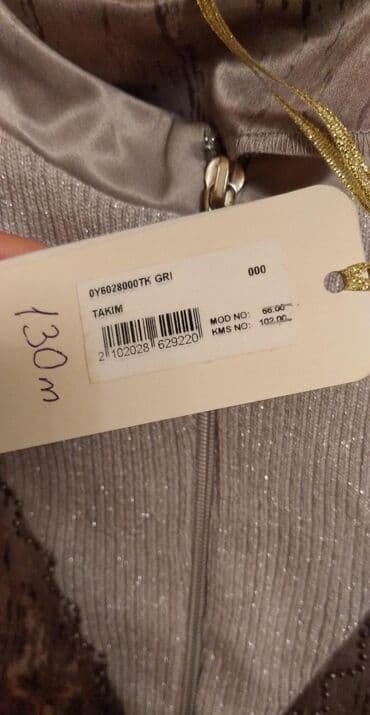 0Y6028000TK GRI 000
TAKIM
MOD NO: 66.00
KMS NO: 102.00
2 102028 629220
130m